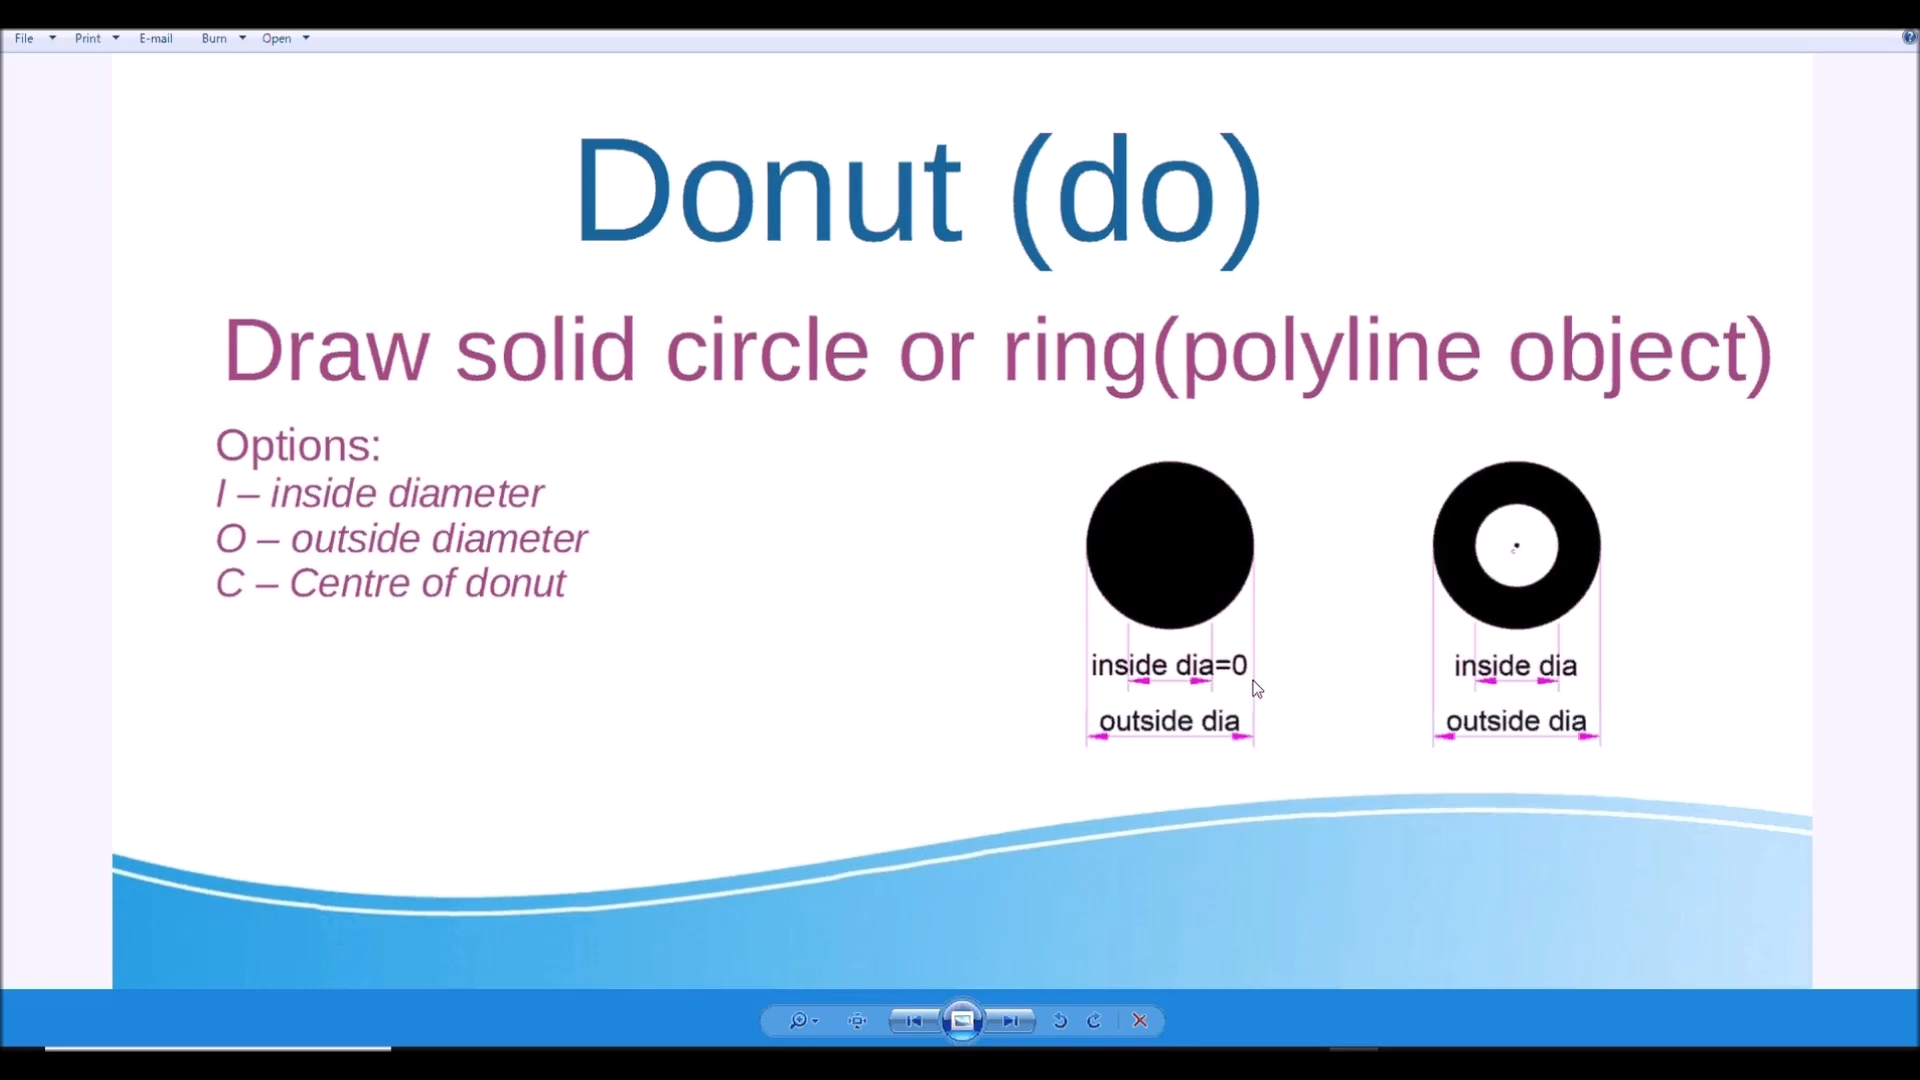 File Print E-mail Burn Open
Donut (do)
Draw solid circle or ring(polyline object)
Options:
I – inside diameter
O – outside diameter
C – Centre of donut
inside dia=0
outside dia
c
inside dia
outside dia